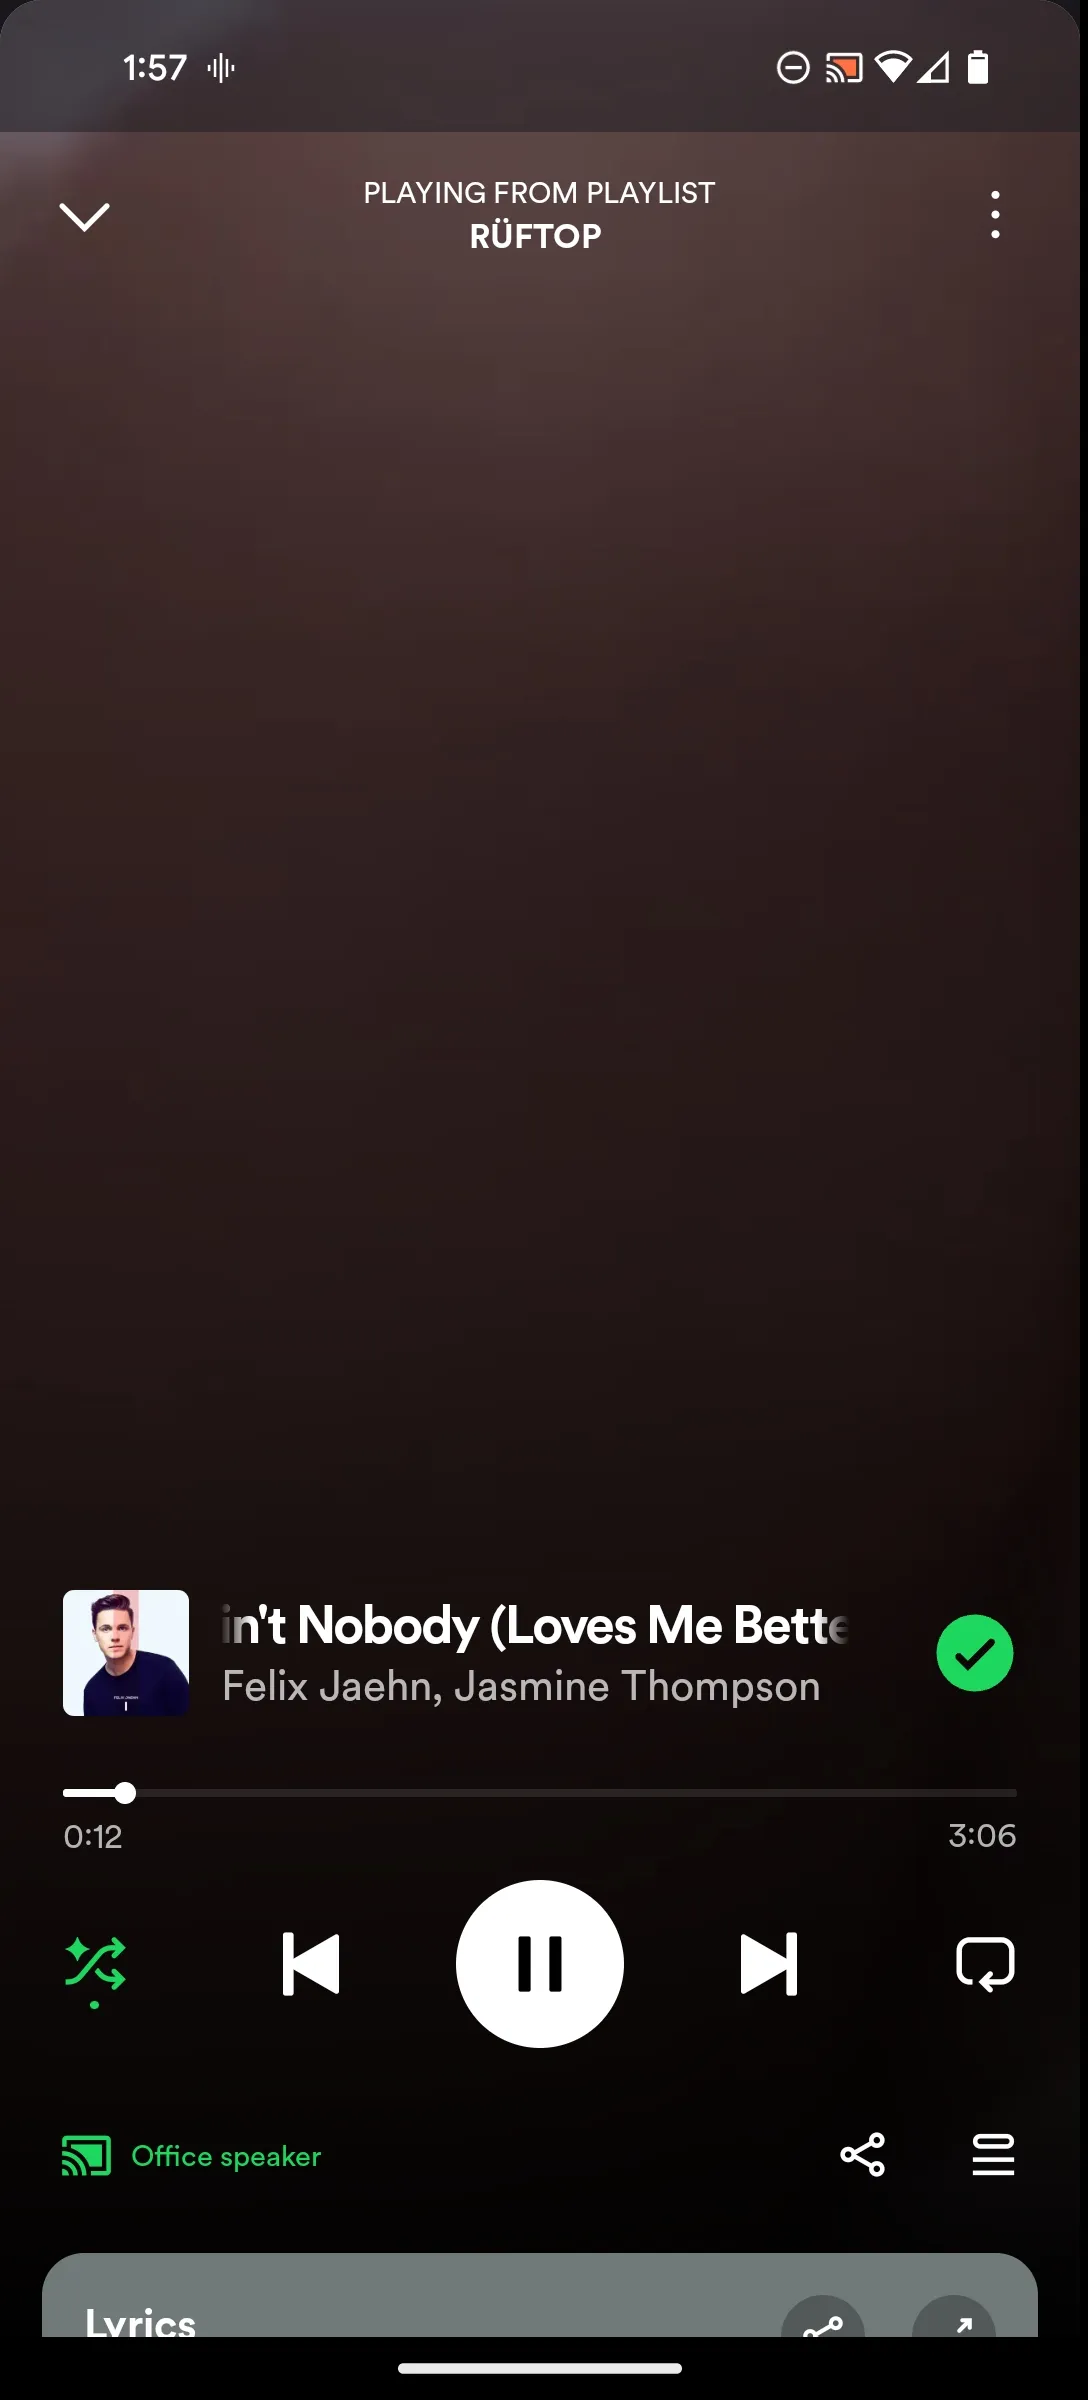 1:57
PLAYING FROM PLAYLIST
RÜFTOP
in't Nobody (Loves Me Bette
Felix Jaehn, Jasmine Thompson
0:12
3:06
Office speaker
Lyrics